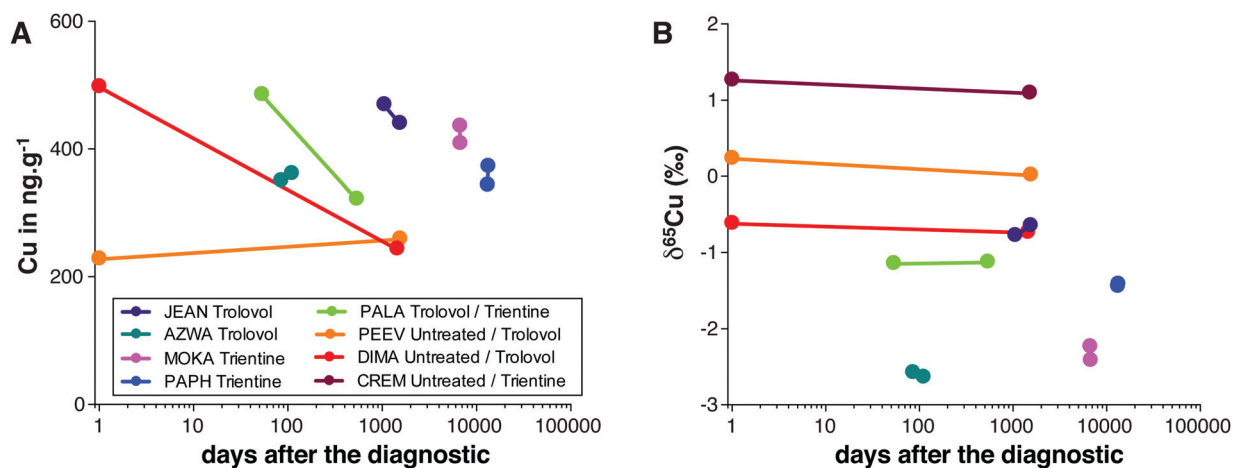 A
Cu in ng.g⁻¹
600
400
200
0
JEAN Trolovol
AZWA Trolovol
MOKA Trientine
PAPH Trientine
PALA Trolovol / Trientine
PEEV Untreated / Trolovol
DIMA Untreated / Trolovol
CREM Untreated / Trientine
1 10 100 1000 10000 100000
days after the diagnostic
B
δ⁶⁵Cu (‰)
2
1
0
-1
-2
-3
1 10 100 1000 10000 100000
days after the diagnostic